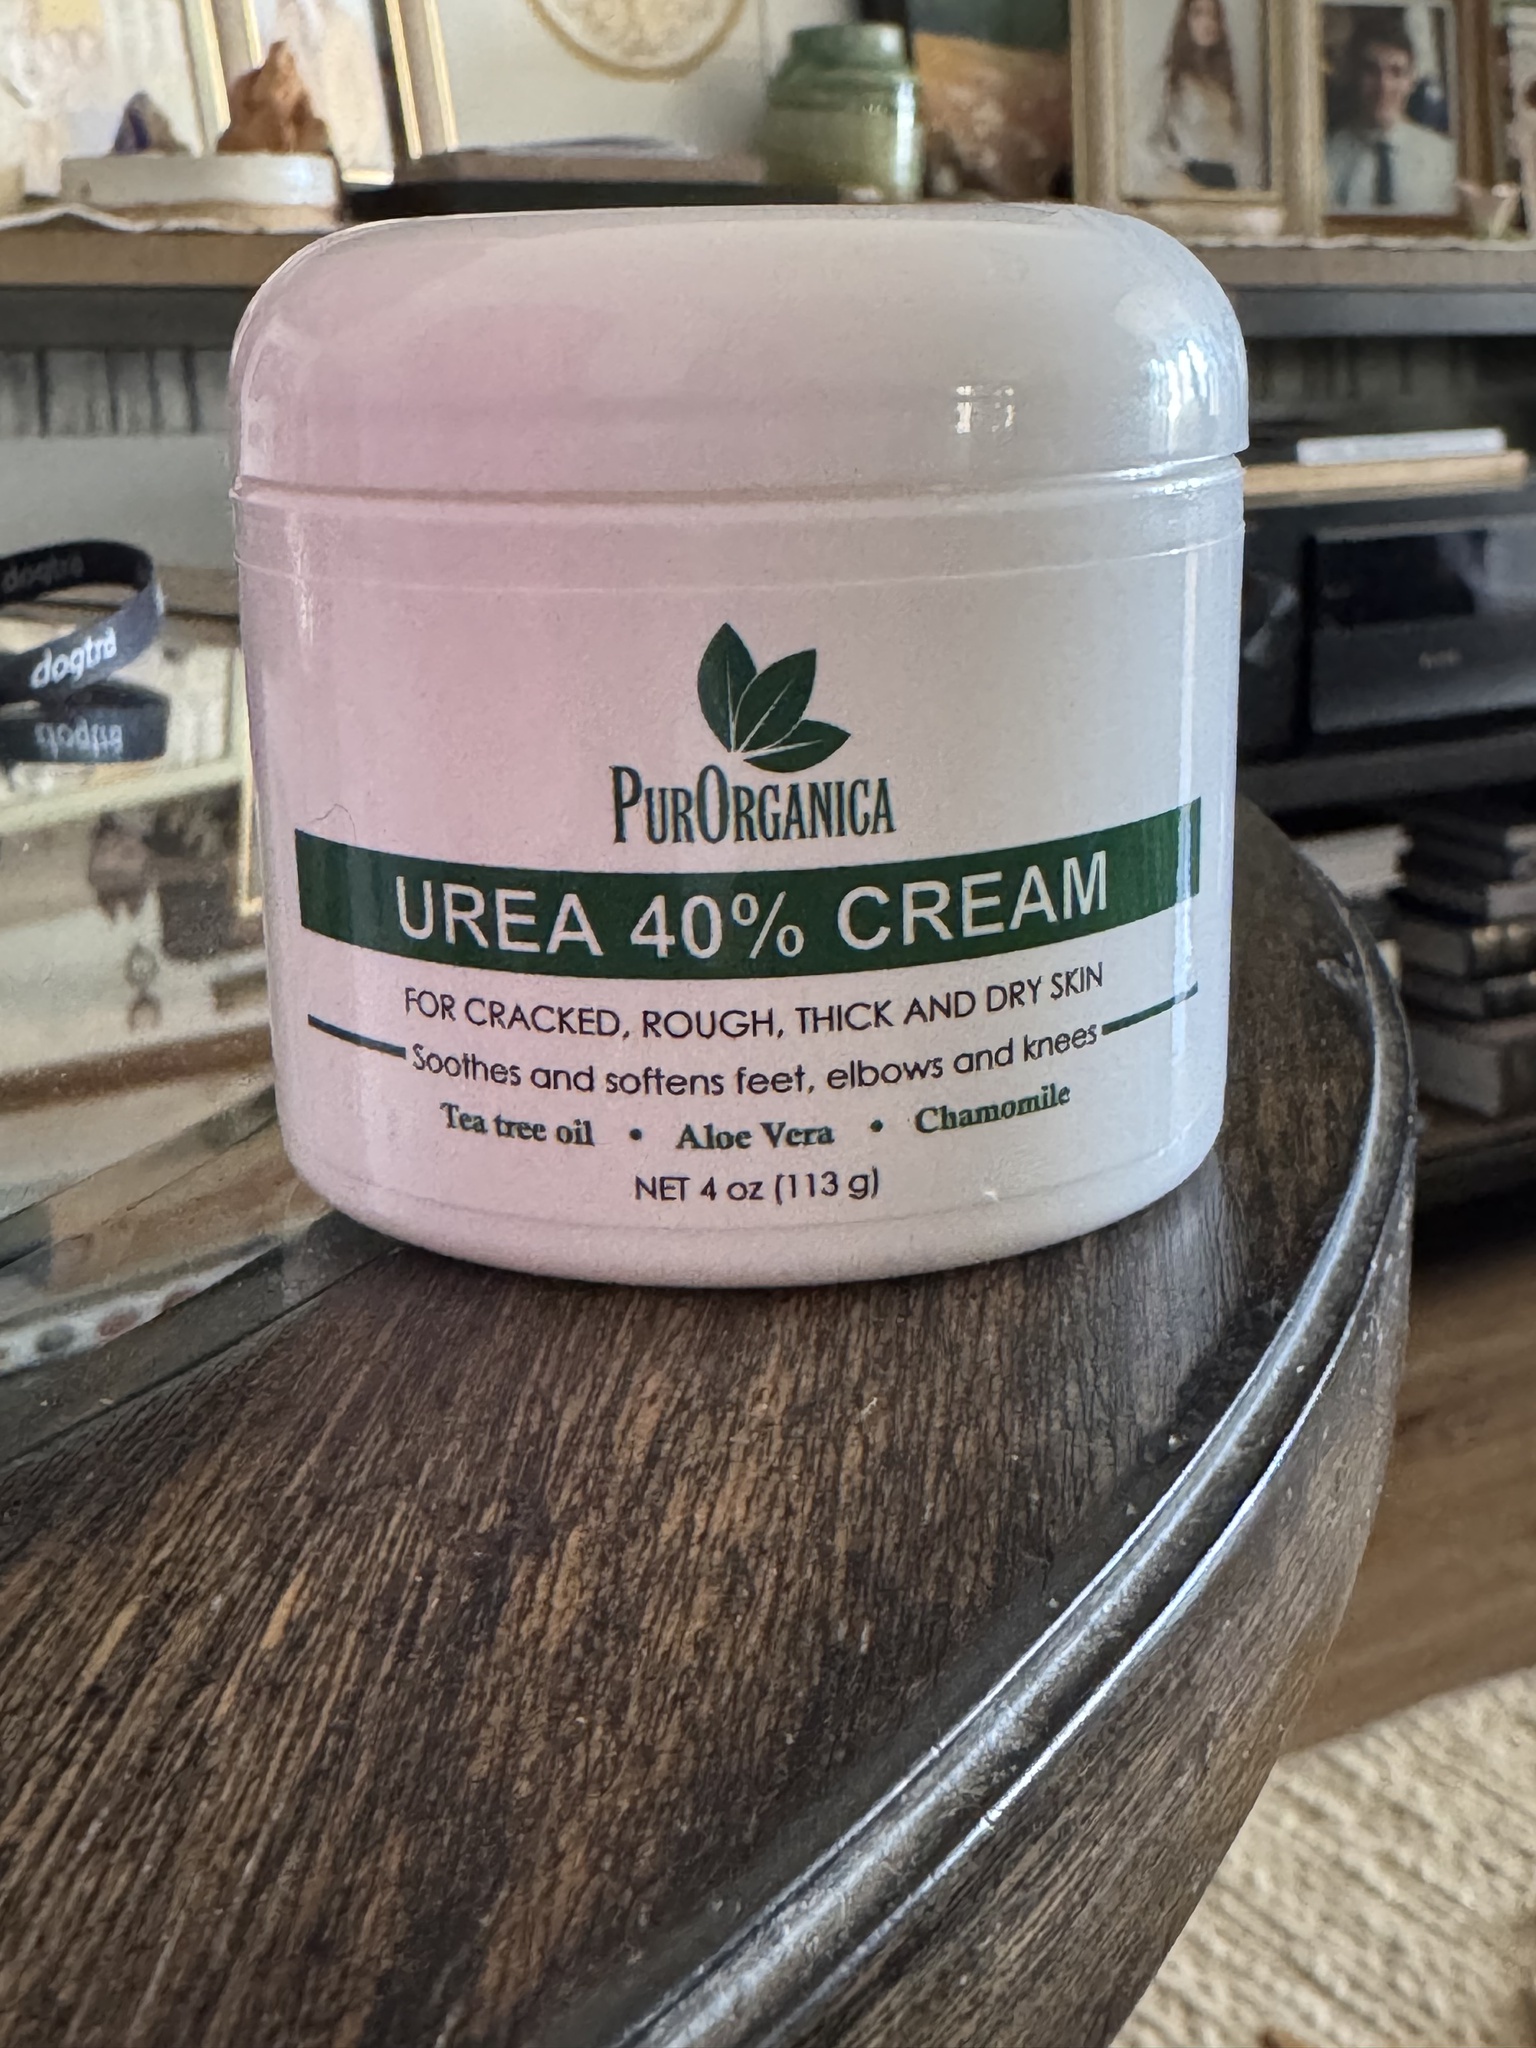 dogtra
dogtra
PURORGANICA
UREA 40% CREAM
FOR CRACKED, ROUGH, THICK AND DRY SKIN
Soothes and softens feet, elbows and knees
Tea tree oil • Aloe Vera • Chamomile
NET 4 oz (113 g)